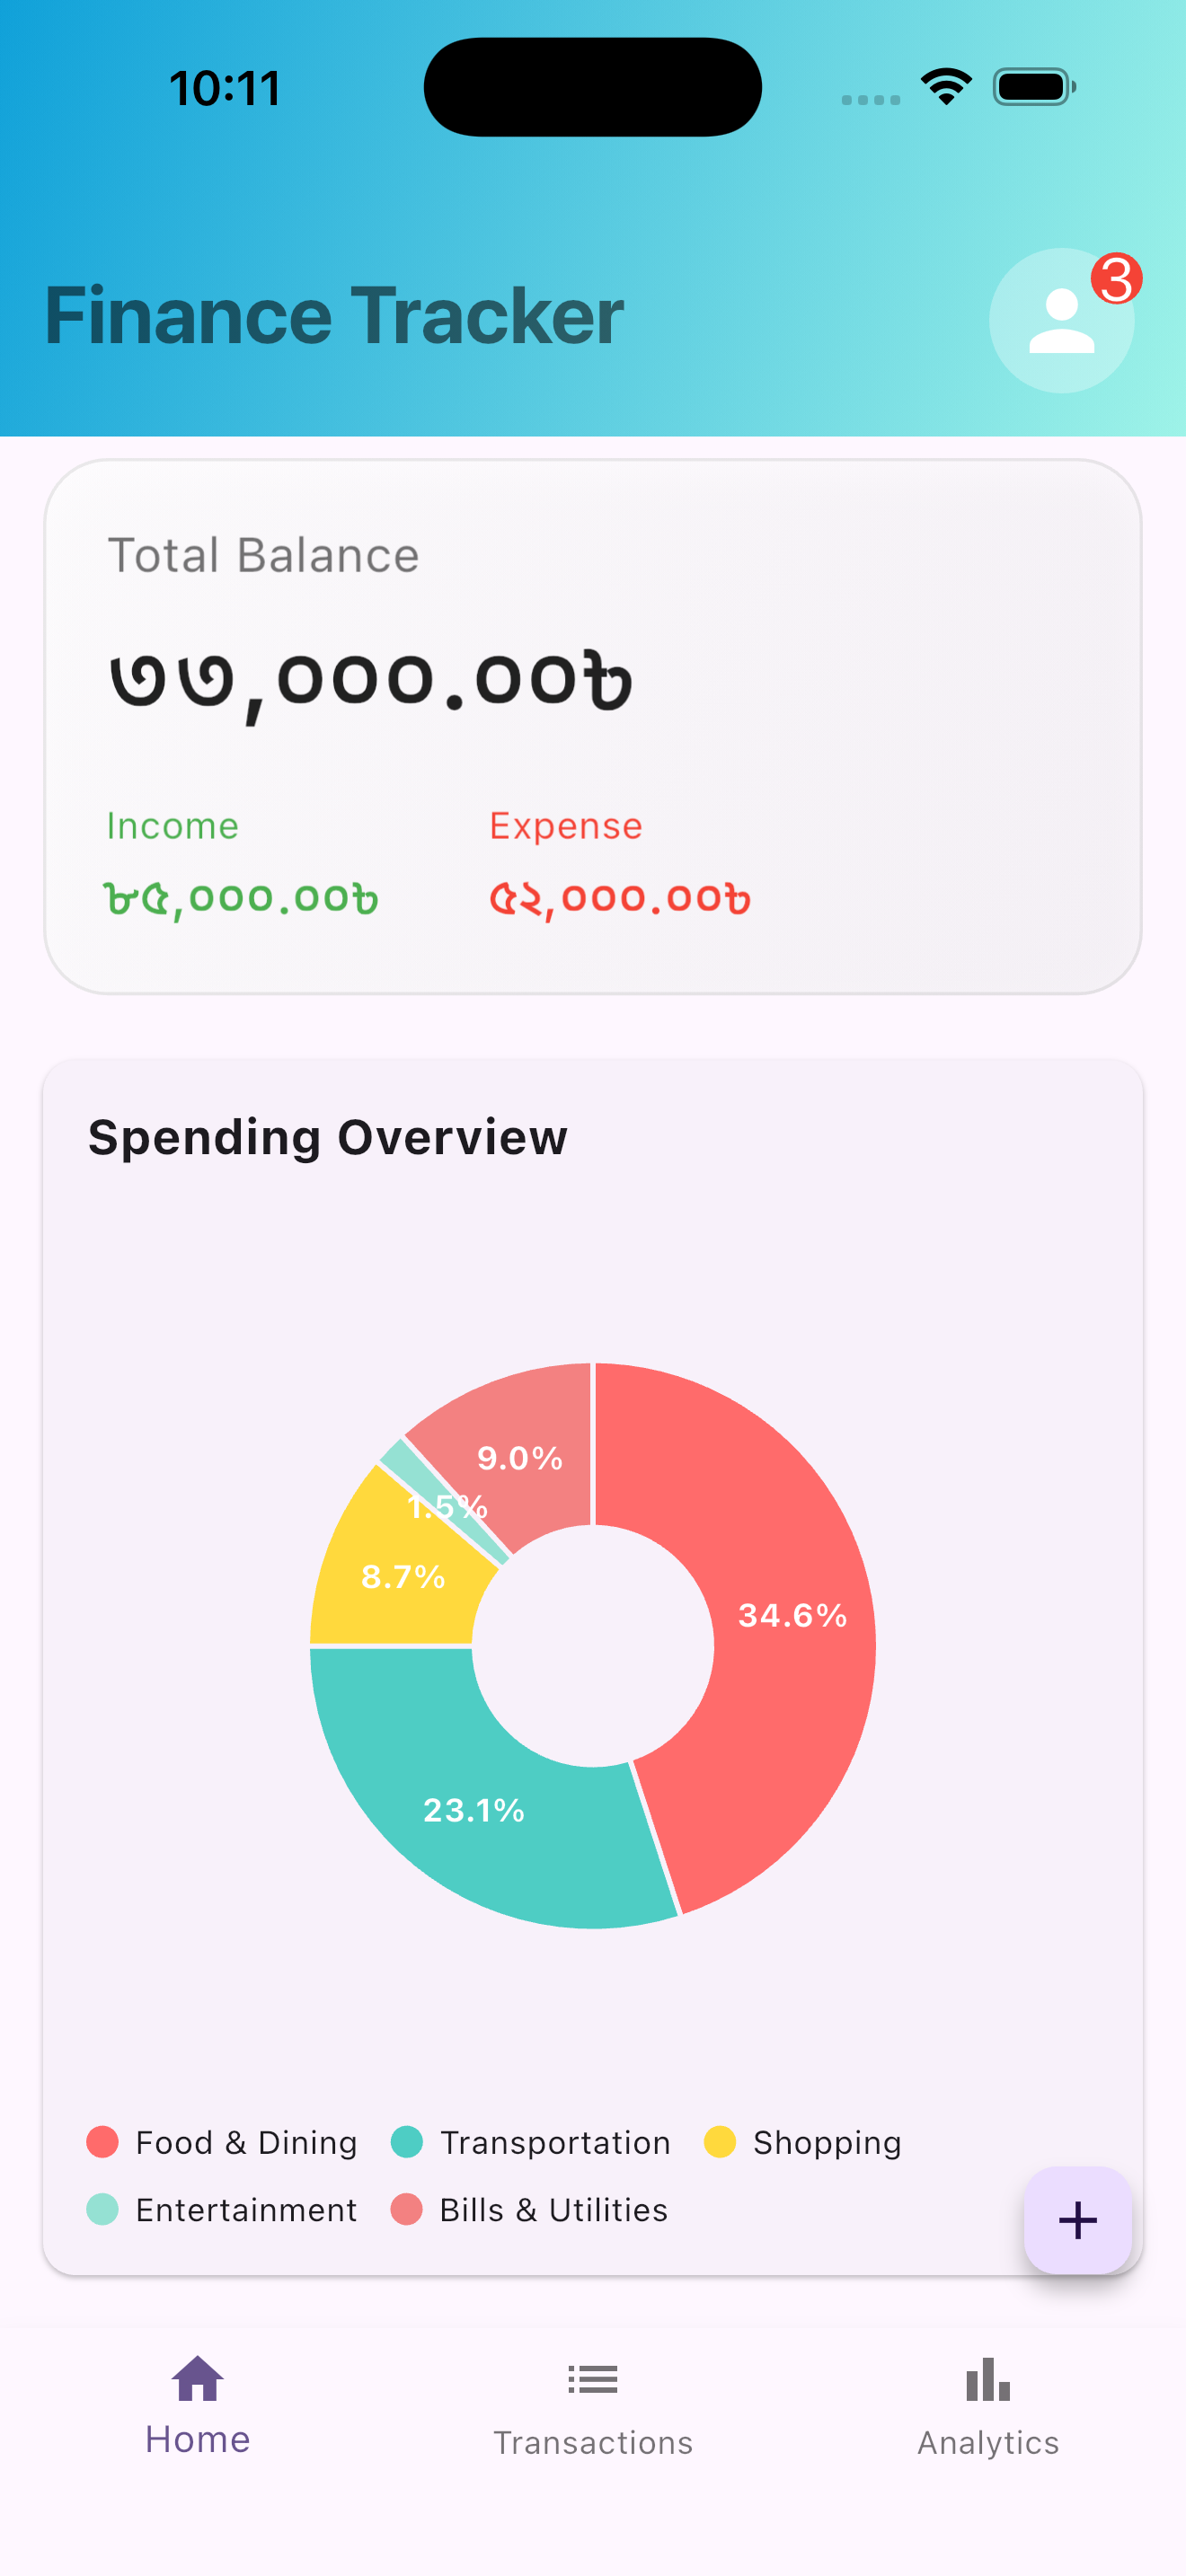 10:11
Finance Tracker
3
Total Balance
৩৩,০০০.০০৳
Income
Expense
৮৫,০০০.০০৳
৫২,০০০.০০৳
Spending Overview
9.0%
1.5%
8.7%
34.6%
23.1%
Food & Dining
Transportation
Shopping
Entertainment
Bills & Utilities
+
Home
Transactions
Analytics